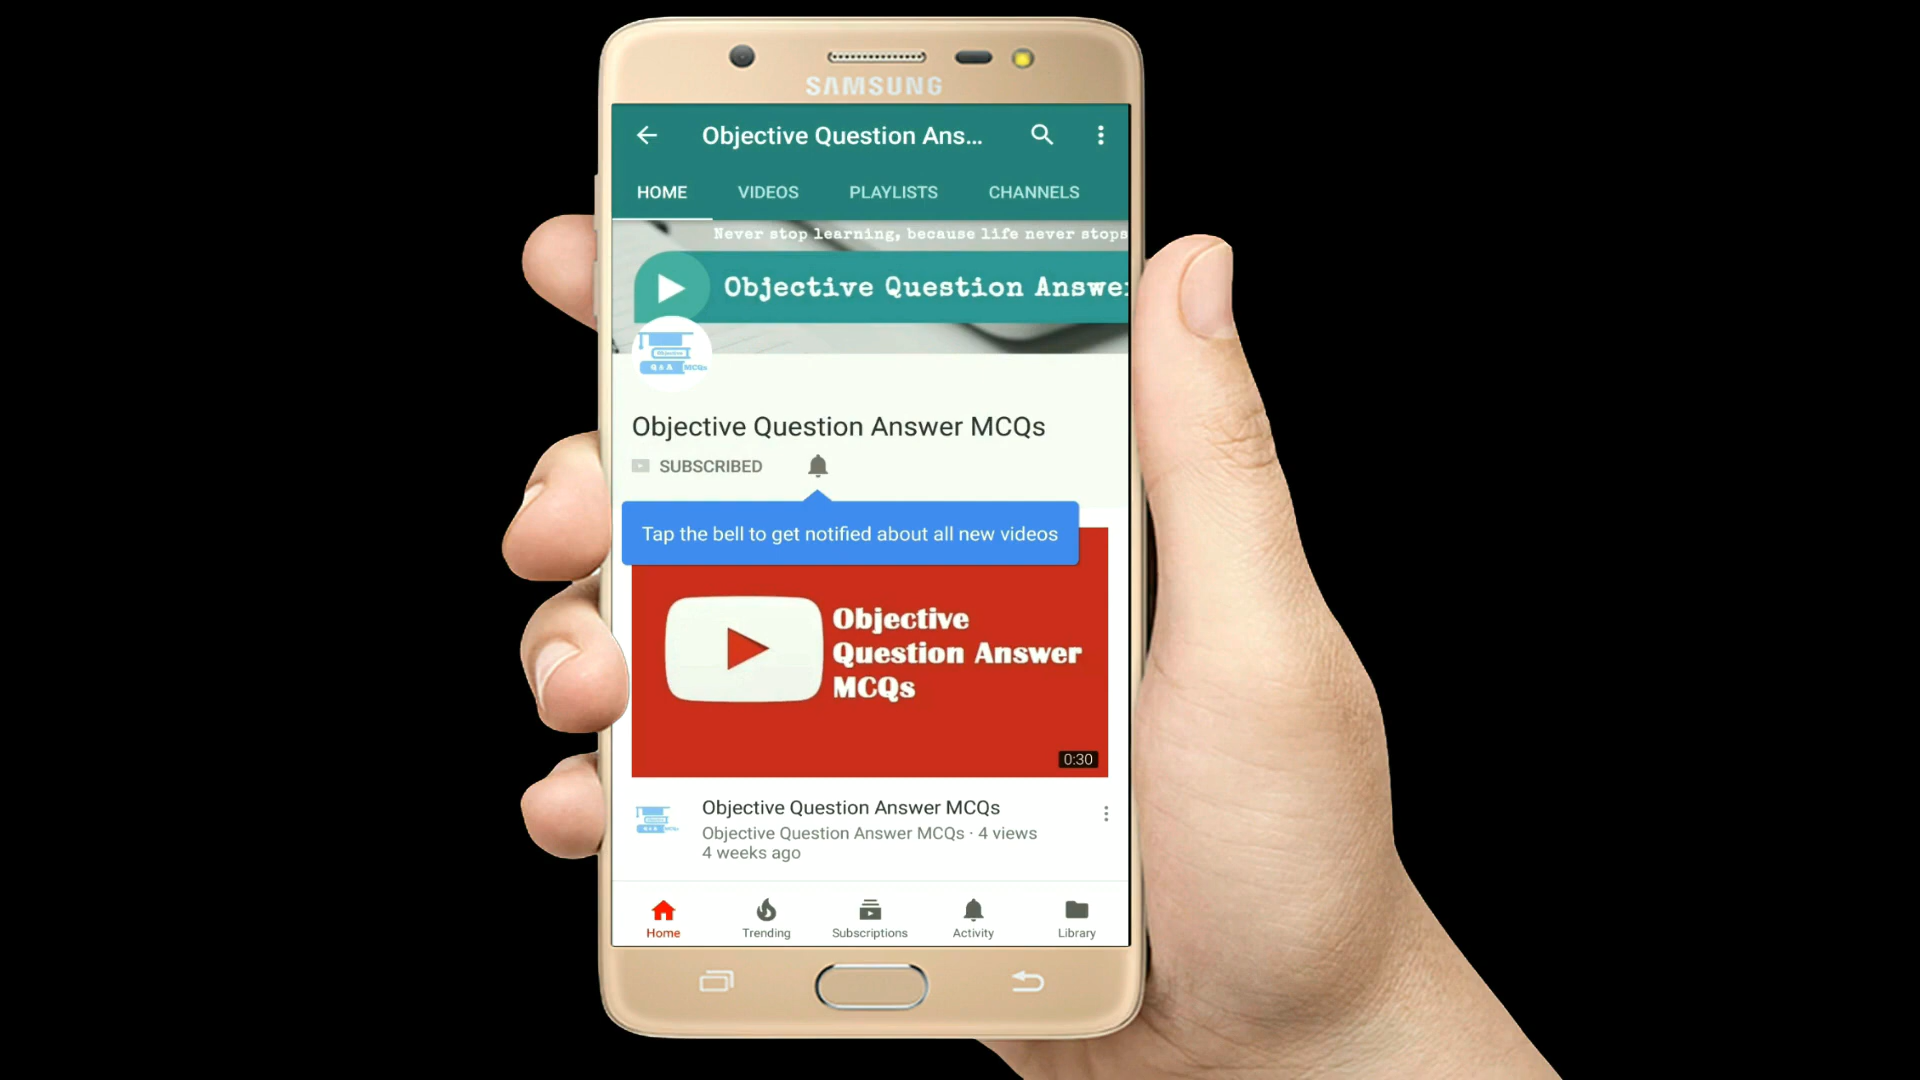 SAMSUNG
Objective Question Ans...
HOME VIDEOS PLAYLISTS CHANNELS
Never stop learning, because life never stops
Objective Question Answe
Objective
Q & A MCQs
Objective Question Answer MCQs
SUBSCRIBED
Tap the bell to get notified about all new videos
Objective
Question Answer
MCQs
0:30
Objective Question Answer MCQs
Objective Question Answer MCQs · 4 views
4 weeks ago
Home Trending Subscriptions Activity Library